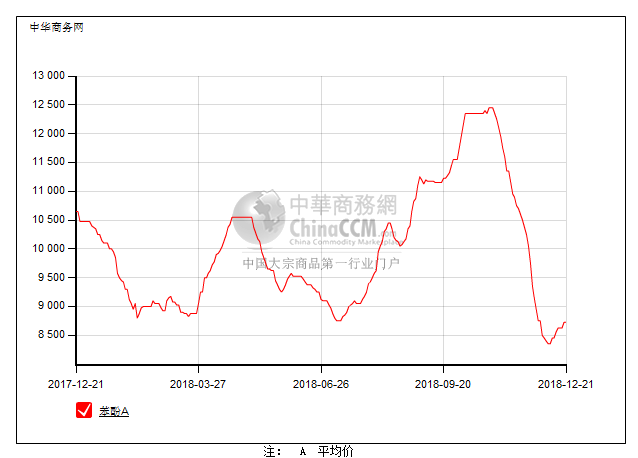 中华商务网
13 000
12 500
12 000
11 500
11 000
10 500
10 000
9 500
9 000
8 500
中華商務網
ChinaCCM.com
China Commodity Marketplace
中国大宗商品第一行业门户
2017-12-21
2018-03-27
2018-06-26
2018-09-20
2018-12-21
苯酚A
注： A 平均价